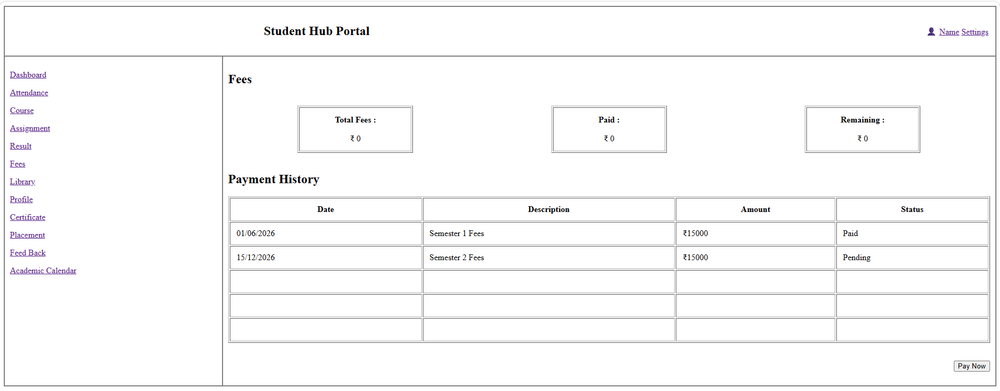 Student Hub Portal
Name Settings
Dashboard
Attendance
Course
Assignment
Result
Fees
Library
Profile
Certificate
Placement
Feed Back
Academic Calendar
Fees
Total Fees :
₹ 0
Paid :
₹ 0
Remaining :
₹ 0
Payment History
Date Description Amount Status
01/06/2026 Semester 1 Fees ₹15000 Paid
15/12/2026 Semester 2 Fees ₹15000 Pending
Pay Now